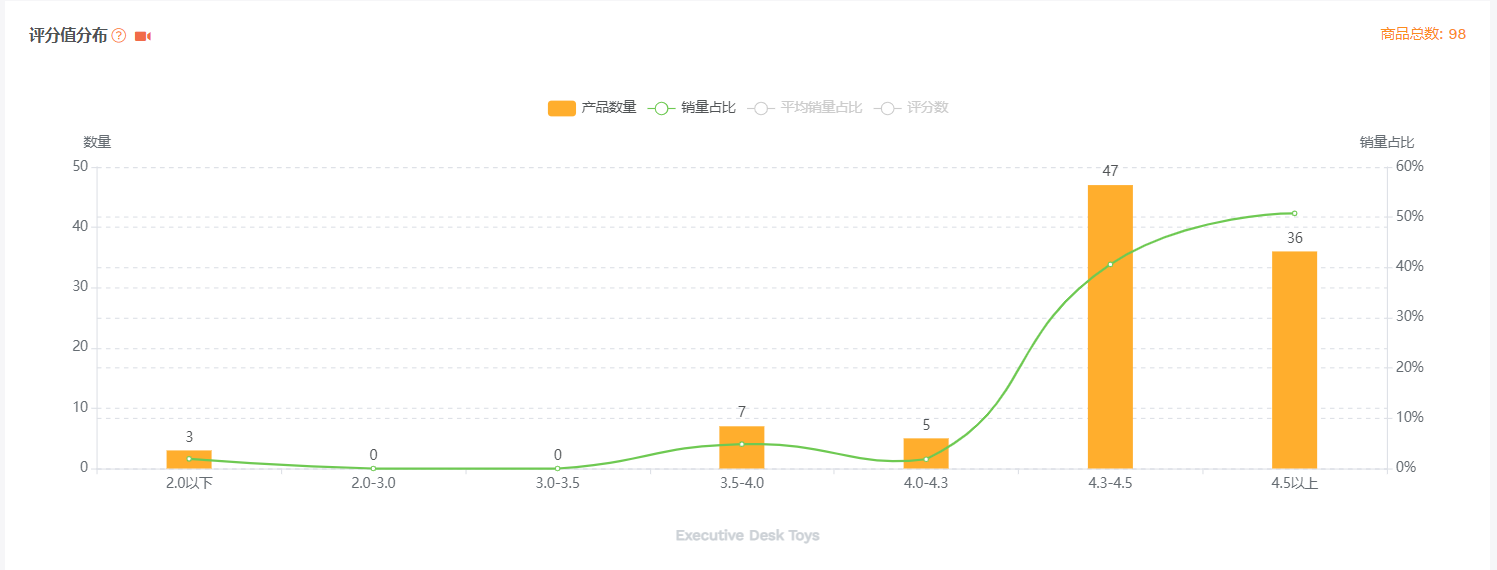 评分值分布 ?
商品总数: 98
产品数量 销量占比 平均销量占比 评分数
数量 销量占比
50 60%
40 50%
30 40%
20 30%
10 20%
0 10%
0%
3 0 0 7 5 47 36
2.0以下 2.0-3.0 3.0-3.5 3.5-4.0 4.0-4.3 4.3-4.5 4.5以上
Executive Desk Toys